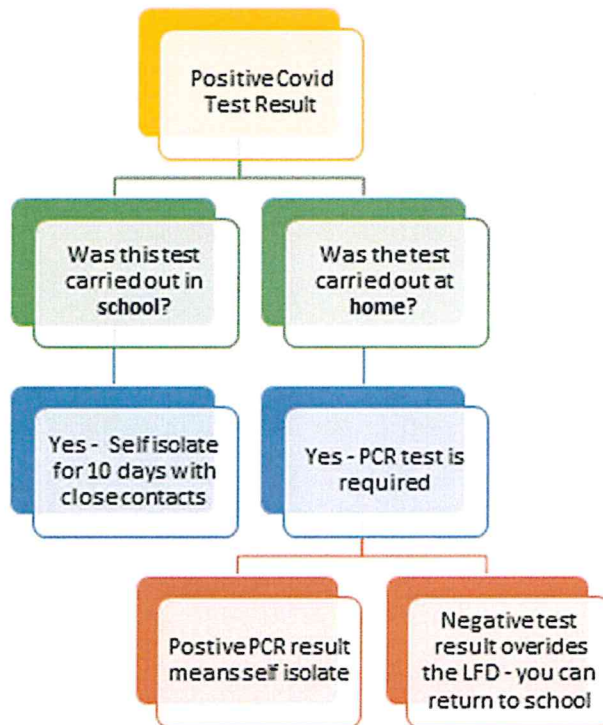 Positive Covid
Test Result
Was this test
carried out in
school?
Was the test
carried out at
home?
Yes - Self isolate
for 10 days with
close contacts
Yes - PCR test is
required
Postive PCR result
means self isolate
Negative test
result overides
the LFD - you can
return to school